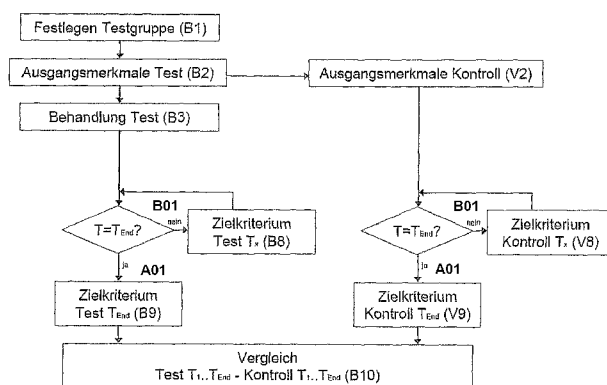 Festlegen Testgruppe (B1)
Ausgangsmerkmale Test (B2)
Ausgangsmerkmale Kontroll (V2)
Behandlung Test (B3)
B01
T=TEnd?
nein
Zielkriterium
Test Tx (B8)
ja
A01
Zielkriterium
Test TEnd (B9)
B01
T=TEnd?
nein
Zielkriterium
Kontroll Tx (V8)
ja
A01
Zielkriterium
Kontroll TEnd (V9)
Vergleich
Test T1..TEnd - Kontroll T1..TEnd (B10)